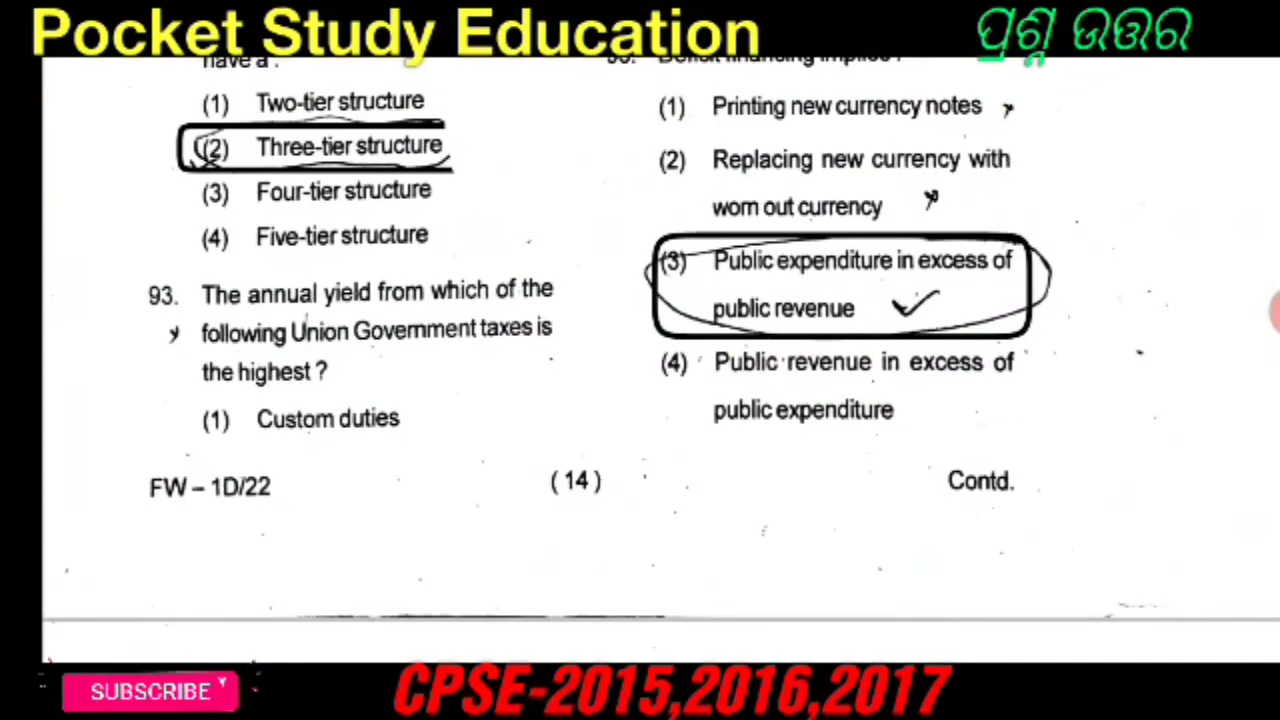 Pocket Study Education
ପ୍ରଶ୍ନ ଉତ୍ତର
have a :
(1) Two-tier structure
(2) Three-tier structure
(3) Four-tier structure
(4) Five-tier structure
93. The annual yield from which of the
following Union Government taxes is
the highest ?
(1) Custom duties
Deficit financing implies
(1) Printing new currency notes
(2) Replacing new currency with
worn out currency
(3) Public expenditure in excess of
public revenue
(4) Public revenue in excess of
public expenditure
FW – 1D/22
(14)
Contd.
SUBSCRIBE
CPSE-2015,2016,2017